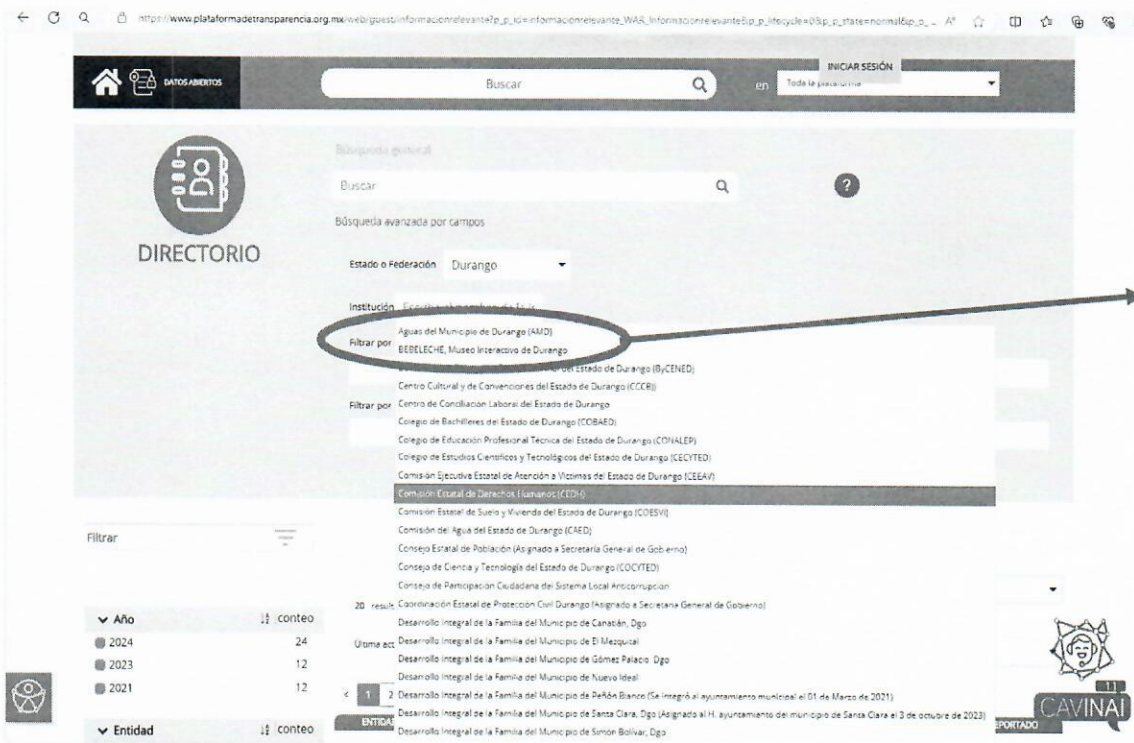 https://www.plataformadetransparencia.org.mx/web/guest/informacionrelevante?p_p_id=informacionrelevante_WAR_Informacionrelevante&p_p_lifecycle=0&p_p_state=normal&p_p_...
DATOS ABIERTOS
Buscar
en
INICIAR SESIÓN
Toda la plataforma
DIRECTORIO
Búsqueda general
Buscar
?
Búsqueda avanzada por campos
Estado o Federación Durango
Institución
Filtrar por
Aguas del Municipio de Durango (AMD)
BEBELECHE, Museo Interactivo de Durango
del Estado de Durango (ByCENED)
Centro Cultural y de Convenciones del Estado de Durango (CCCB))
Filtrar por
Centro de Conciliación Laboral del Estado de Durango
Colegio de Bachilleres del Estado de Durango (COBAED)
Colegio de Educación Profesional Técnica del Estado de Durango (CONALEP)
Colegio de Estudios Científicos y Tecnológicos del Estado de Durango (CECYTED)
Comisión Ejecutiva Estatal de Atención a Víctimas del Estado de Durango (CEEAV)
Comisión Estatal de Derechos Humanos (CEDH)
Comisión Estatal de Suelo y Vivienda del Estado de Durango (COESVI)
Comisión del Agua del Estado de Durango (CAED)
Consejo Estatal de Población (Asignado a Secretaría General de Gobierno)
Consejo de Ciencia y Tecnología del Estado de Durango (COCYTED)
Consejo de Participación Ciudadana del Sistema Local Anticorrupción
Coordinación Estatal de Protección Civil Durango (Asignado a Secretaria General de Gobierno)
Desarrollo Integral de la Familia del Municipio de Canatlán, Dgo
Desarrollo Integral de la Familia del Municipio de El Mezquital
Desarrollo Integral de la Familia del Municipio de Gómez Palacio, Dgo
Desarrollo Integral de la Familia del Municipio de Nuevo Ideal
Desarrollo Integral de la Familia del Municipio de Peñón Blanco (Se integró al ayuntamiento municipal el 01 de Marzo de 2021)
Desarrollo Integral de la Familia del Municipio de Santa Clara, Dgo (Asignado al H. ayuntamiento del municipio de Santa Clara el 3 de octubre de 2023)
Desarrollo Integral de la Familia del Municipio de Simón Bolívar, Dgo
Filtrar
Año conteo
2024 24
2023 12
2021 12
Entidad conteo
20
Última
< 1 2
11
CAVINAI